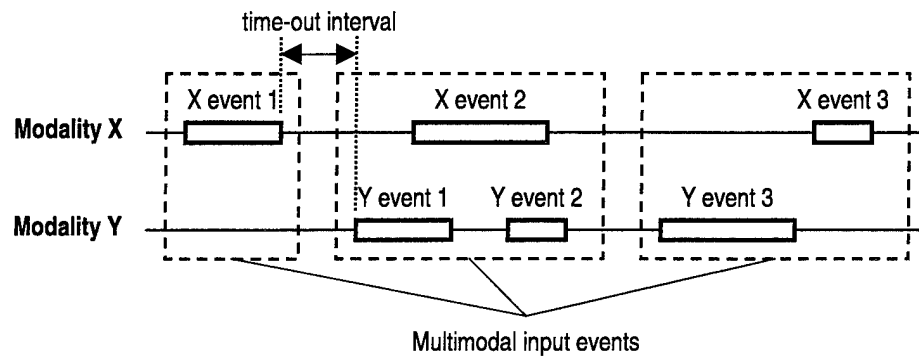 time-out interval
X event 1
X event 2
X event 3
Modality X
Y event 1
Y event 2
Y event 3
Modality Y
Multimodal input events